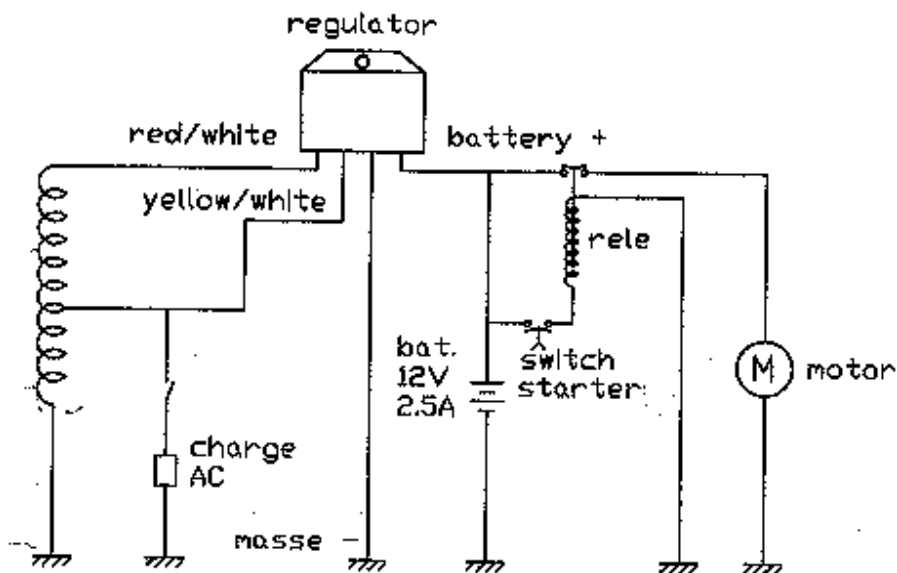 regulator
red/white
battery +
yellow/white
rele
bat.
12V
2.5A
switch
starter
M
motor
charge
AC
masse -